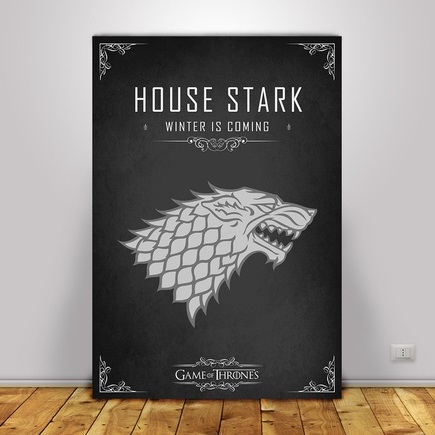 HOUSE STARK
WINTER IS COMING
GAME OF THRONES